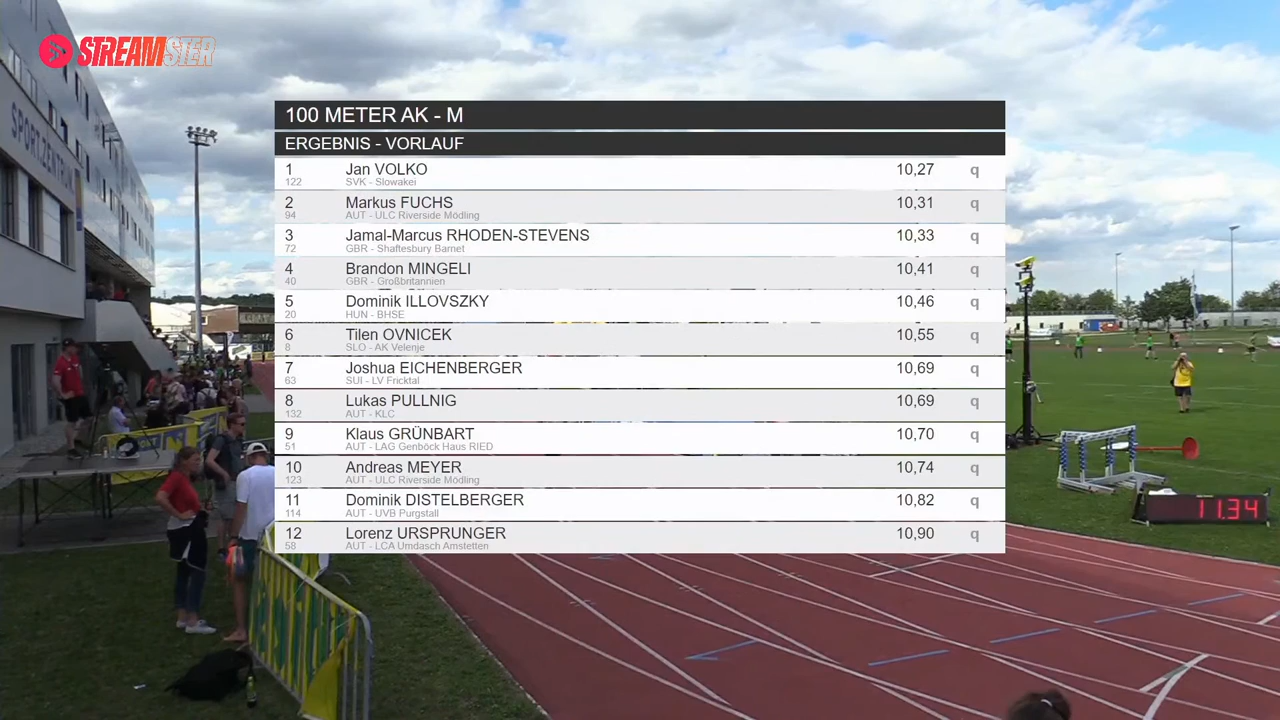 STREAMSTER
SPORTZENTRUM
100 METER AK - M
ERGEBNIS - VORLAUF
1 Jan VOLKO 10,27 q
122 SVK - Slowakei
2 Markus FUCHS 10,31 q
94 AUT - ULC Riverside Mödling
3 Jamal-Marcus RHODEN-STEVENS 10,33 q
72 GBR - Shaftesbury Barnet
4 Brandon MINGELI 10,41 q
40 GBR - Großbritannien
5 Dominik ILLOVSZKY 10,46 q
20 HUN - BHSE
6 Tilen OVNICEK 10,55 q
8 SLO - AK Velenje
7 Joshua EICHENBERGER 10,69 q
63 SUI - LV Fricktal
8 Lukas PULLNIG 10,69 q
132 AUT - KLC
9 Klaus GRÜNBART 10,70 q
51 AUT - LAG Genböck Haus RIED
10 Andreas MEYER 10,74 q
123 AUT - ULC Riverside Mödling
11 Dominik DISTELBERGER 10,82 q
114 AUT - UVB Purgstall
12 Lorenz URSPRUNGER 10,90 q
58 AUT - LCA Umdasch Amstetten
11.34